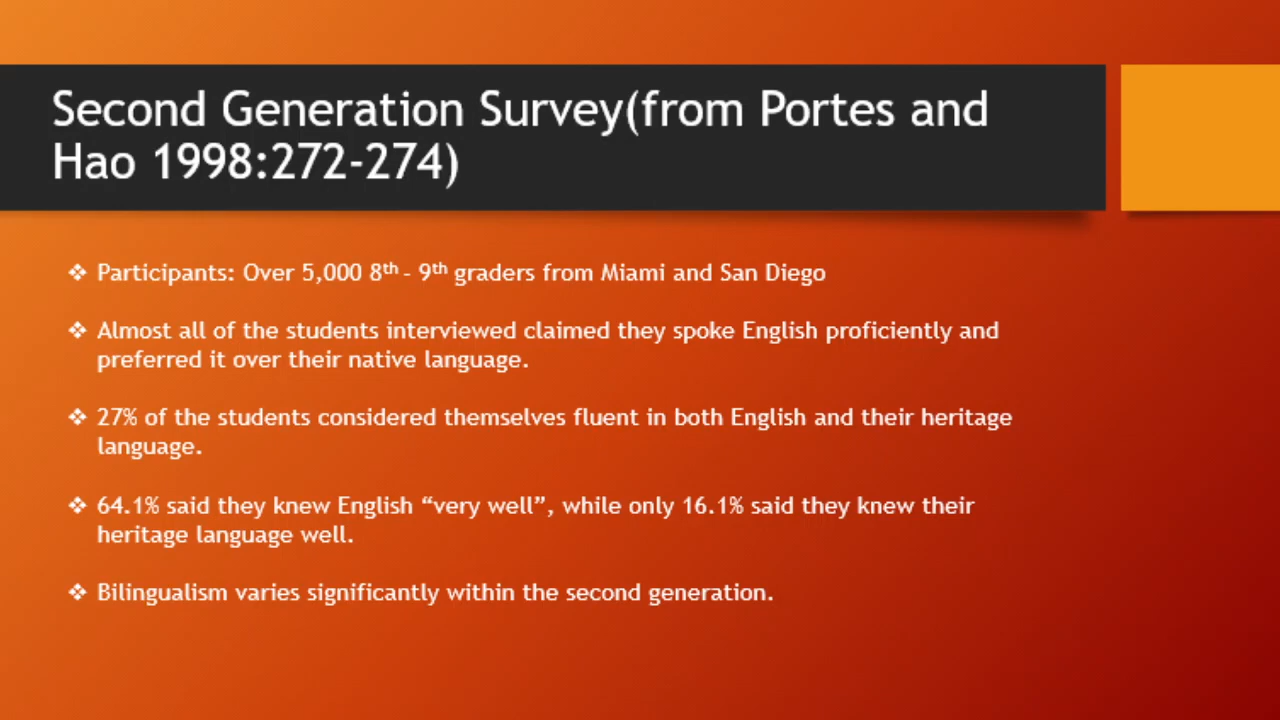 Second Generation Survey(from Portes and
Hao 1998:272-274)
❖ Participants: Over 5,000 8th - 9th graders from Miami and San Diego
❖ Almost all of the students interviewed claimed they spoke English proficiently and
preferred it over their native language.
❖ 27% of the students considered themselves fluent in both English and their heritage
language.
❖ 64.1% said they knew English “very well”, while only 16.1% said they knew their
heritage language well.
❖ Bilingualism varies significantly within the second generation.